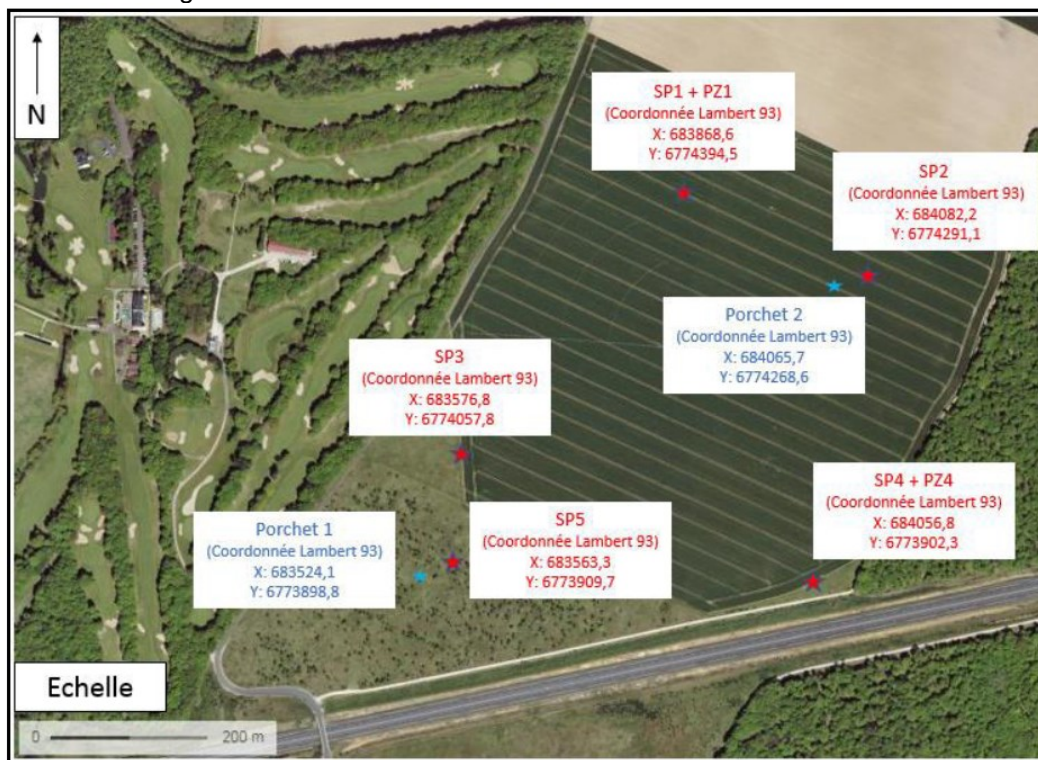 N
SP1 + PZ1
(Coordonnée Lambert 93)
X: 683868,6
Y: 6774394,5
SP2
(Coordonnée Lambert 93)
X: 684082,2
Y: 6774291,1
Porchet 2
(Coordonnée Lambert 93)
X: 684065,7
Y: 6774268,6
SP3
(Coordonnée Lambert 93)
X: 683576,8
Y: 6774057,8
SP4 + PZ4
(Coordonnée Lambert 93)
X: 684056,8
Y: 6773902,3
SP5
(Coordonnée Lambert 93)
X: 683563,3
Y: 6773909,7
Porchet 1
(Coordonnée Lambert 93)
X: 683524,1
Y: 6773898,8
Echelle
0 200 m